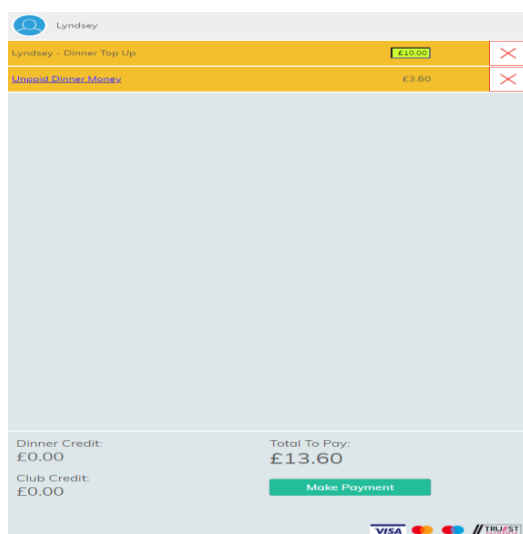 Lyndsey
Lyndsey - Dinner Top Up £10.00
Unpaid Dinner Money £3.60
Dinner Credit:
£0.00
Club Credit:
£0.00
Total To Pay:
£13.60
Make Payment
VISA